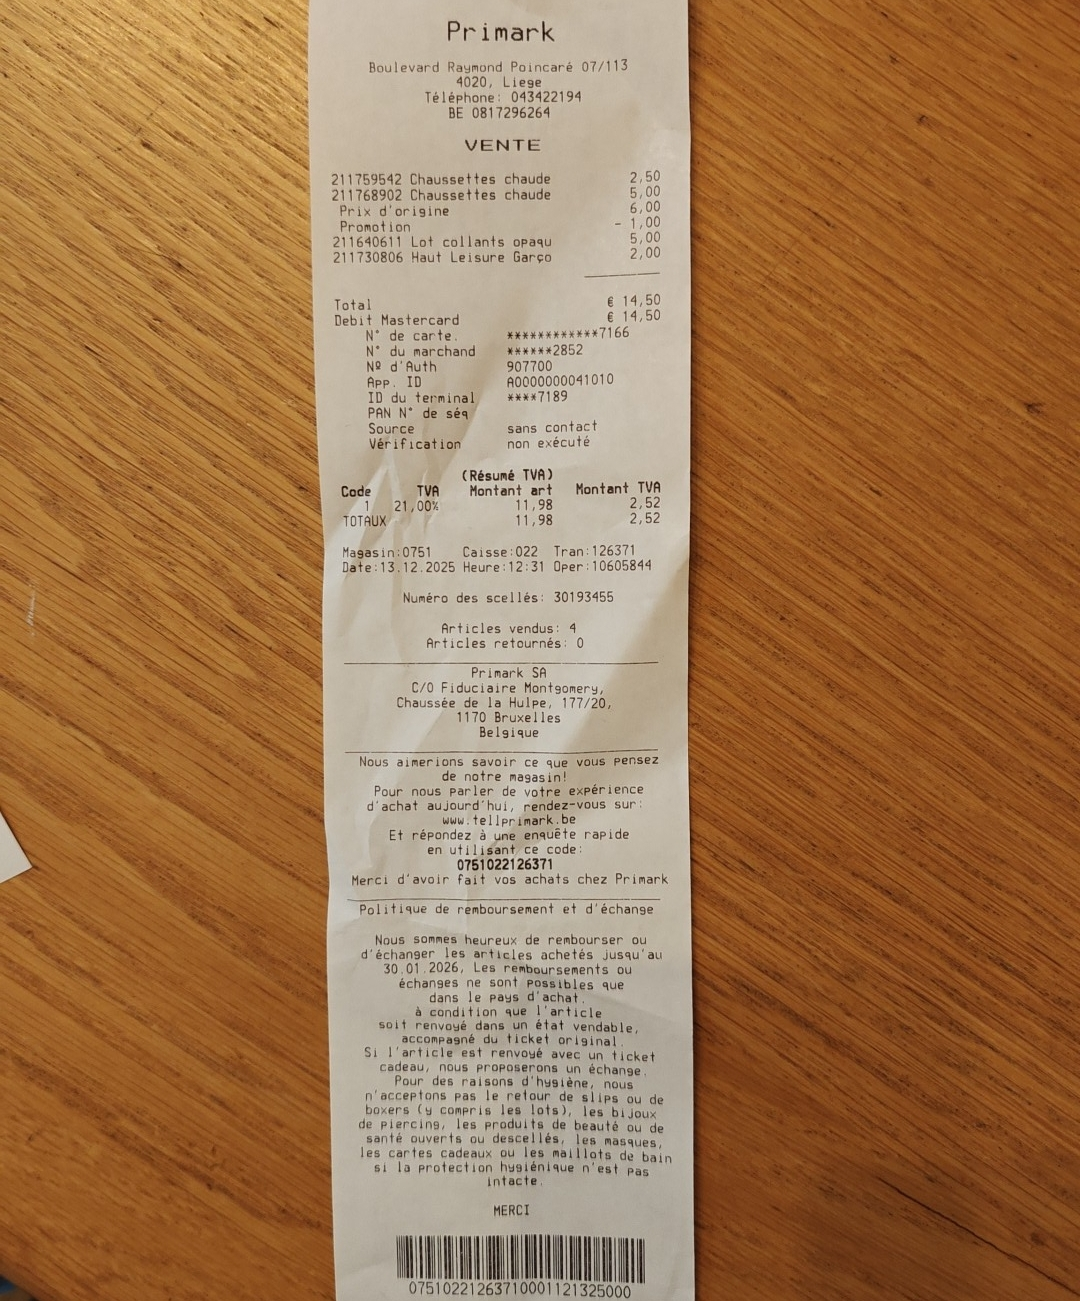 Primark
Boulevard Raymond Poincaré 07/113
4020, Liege
Téléphone: 043422194
BE 0817296264
VENTE
211759542 Chaussettes chaude 2,50
211768902 Chaussettes chaude 5,00
Prix d'origine 6,00
Promotion - 1,00
211640611 Lot collants opaqu 5,00
211730806 Haut Leisure Garço 2,00
Total € 14,50
Debit Mastercard € 14,50
N° de carte. ************7166
N° du marchand ******2852
Nº d'Auth 907700
App. ID A0000000041010
ID du terminal ****7189
PAN N° de séq
Source sans contact
Vérification non exécuté
(Résumé TVA)
Code TVA Montant art Montant TVA
1 21,00% 11,98 2,52
TOTAUX 11,98 2,52
Magasin:0751 Caisse:022 Tran:126371
Date:13.12.2025 Heure:12:31 Oper:10605844
Numéro des scellés: 30193455
Articles vendus: 4
Articles retournés: 0
Primark SA
C/O Fiduciaire Montgomery,
Chaussée de la Hulpe, 177/20,
1170 Bruxelles
Belgique
Nous aimerions savoir ce que vous pensez
de notre magasin!
Pour nous parler de votre expérience
d'achat aujourd'hui, rendez-vous sur:
www.tellprimark.be
Et répondez à une enquête rapide
en utilisant ce code:
0751022126371
Merci d'avoir fait vos achats chez Primark
Politique de remboursement et d'échange
Nous sommes heureux de rembourser ou
d'échanger les articles achetés jusqu'au
30.01.2026, Les remboursements ou
échanges ne sont possibles que
dans le pays d'achat.
à condition que l'article
soit renvoyé dans un état vendable,
accompagné du ticket original.
Si l'article est renvoyé avec un ticket
cadeau, nous proposerons un échange.
Pour des raisons d'hygiène, nous
n'acceptons pas le retour de slips ou de
boxers (y compris les lots), les bijoux
de piercing, les produits de beauté ou de
santé ouverts ou descellés, les masques,
les cartes cadeaux ou les maillots de bain
si la protection hygiénique n'est pas
intacte.
MERCI
07510221263710001121325000